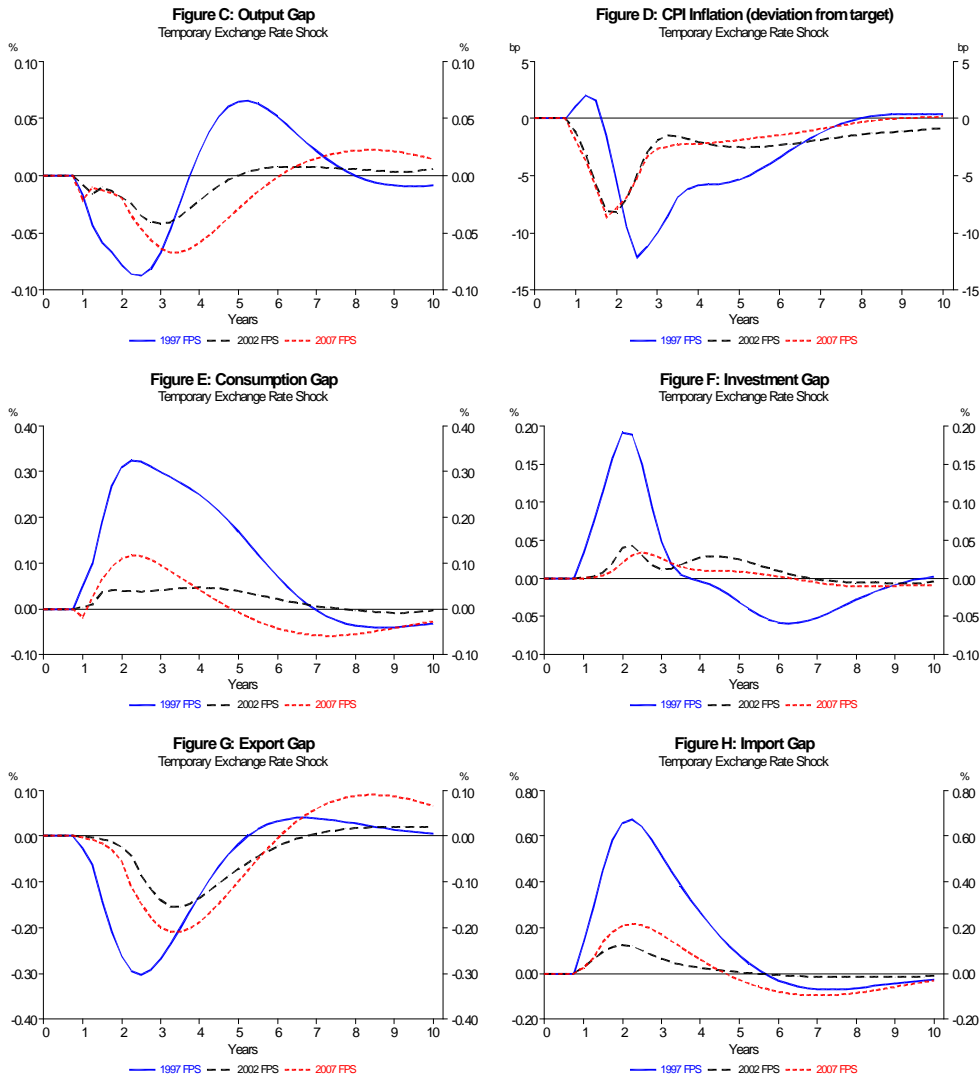 Figure C: Output Gap
Temporary Exchange Rate Shock
% %
0.10 0.10
0.05 0.05
0.00 0.00
-0.05 -0.05
-0.10 -0.10
0 1 2 3 4 5 6 7 8 9 10
Years
1997 FPS 2002 FPS 2007 FPS
Figure D: CPI Inflation (deviation from target)
Temporary Exchange Rate Shock
bp bp
5 5
0 0
-5 -5
-10 -10
-15 -15
0 1 2 3 4 5 6 7 8 9 10
Years
1997 FPS 2002 FPS 2007 FPS
Figure E: Consumption Gap
Temporary Exchange Rate Shock
% %
0.40 0.40
0.30 0.30
0.20 0.20
0.10 0.10
0.00 0.00
-0.10 -0.10
0 1 2 3 4 5 6 7 8 9 10
Years
1997 FPS 2002 FPS 2007 FPS
Figure F: Investment Gap
Temporary Exchange Rate Shock
% %
0.20 0.20
0.15 0.15
0.10 0.10
0.05 0.05
0.00 0.00
-0.05 -0.05
-0.10 -0.10
0 1 2 3 4 5 6 7 8 9 10
Years
1997 FPS 2002 FPS 2007 FPS
Figure G: Export Gap
Temporary Exchange Rate Shock
% %
0.10 0.10
0.00 0.00
-0.10 -0.10
-0.20 -0.20
-0.30 -0.30
-0.40 -0.40
0 1 2 3 4 5 6 7 8 9 10
Years
1997 FPS 2002 FPS 2007 FPS
Figure H: Import Gap
Temporary Exchange Rate Shock
% %
0.80 0.80
0.60 0.60
0.40 0.40
0.20 0.20
0.00 0.00
-0.20 -0.20
0 1 2 3 4 5 6 7 8 9 10
Years
1997 FPS 2002 FPS 2007 FPS